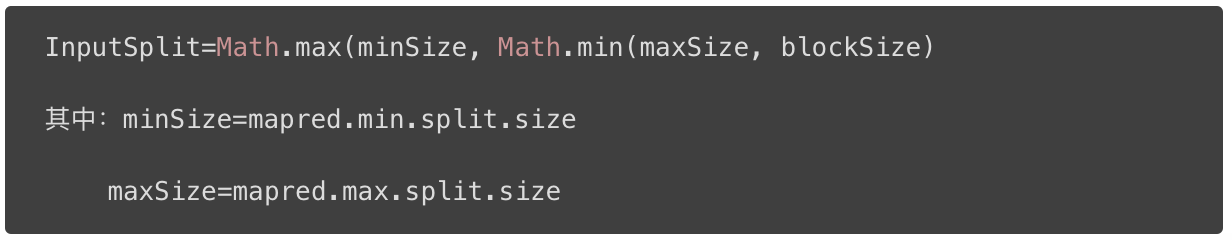 InputSplit=Math.max(minSize, Math.min(maxSize, blockSize)
其中：minSize=mapred.min.split.size
maxSize=mapred.max.split.size